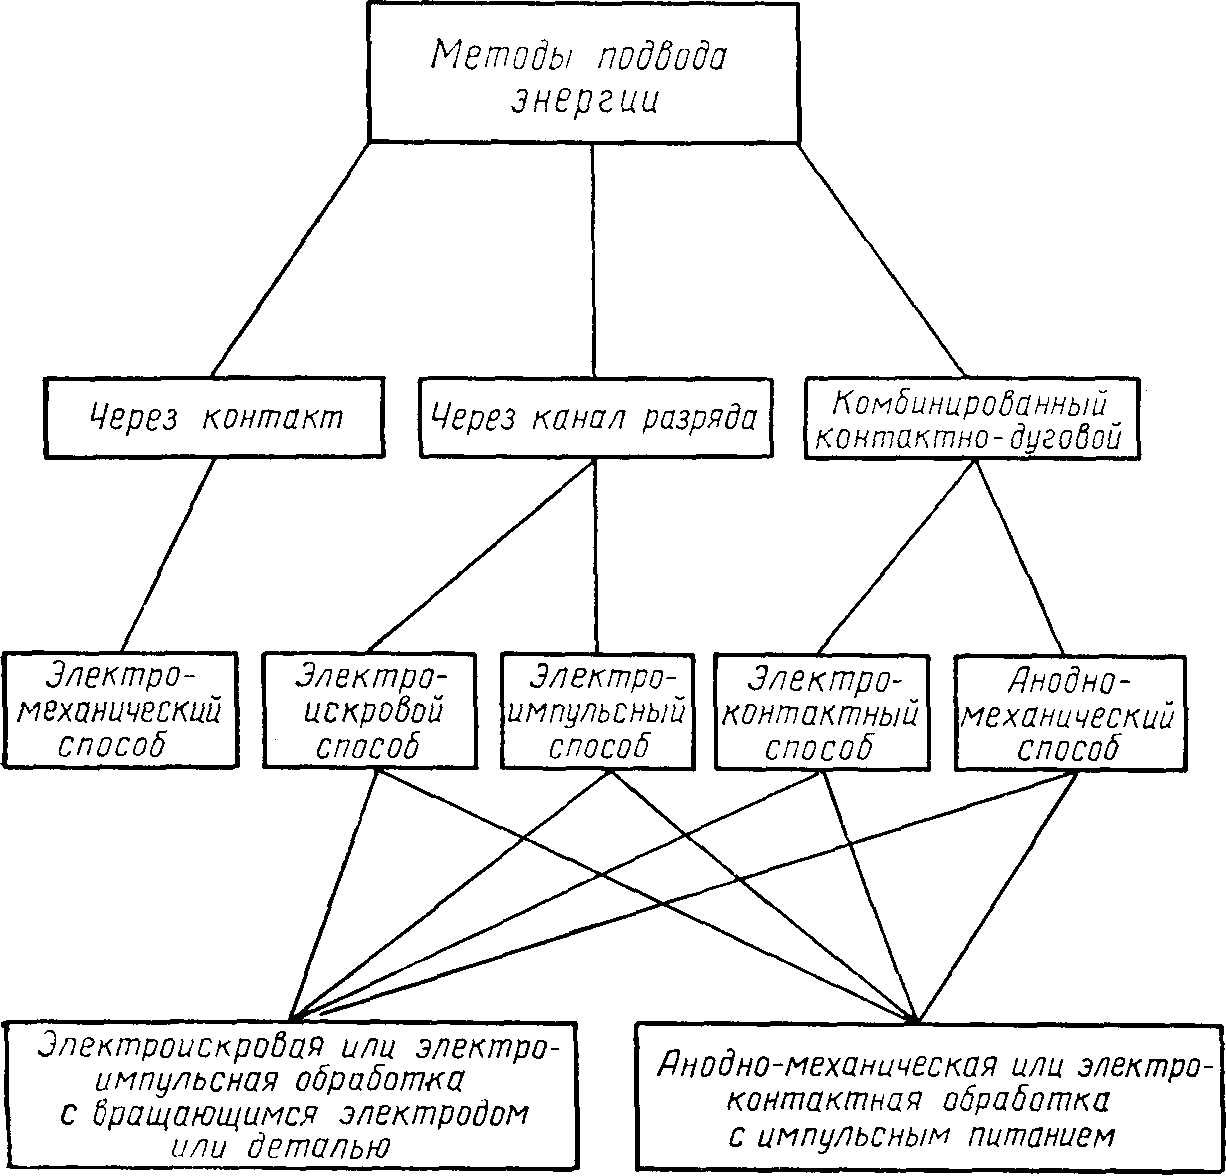 Методы подвода
энергии
Через контакт
Через канал разряда
Комбинированный
контактно-дуговой
Электро-
механический
способ
Электро-
искровой
способ
Электро-
импульсный
способ
Электро-
контактный
способ
Анодно-
механический
способ
Электроискровая или электро-
импульсная обработка
с вращающимся электродом
или деталью
Анодно-механическая или электро-
контактная обработка
с импульсным питанием